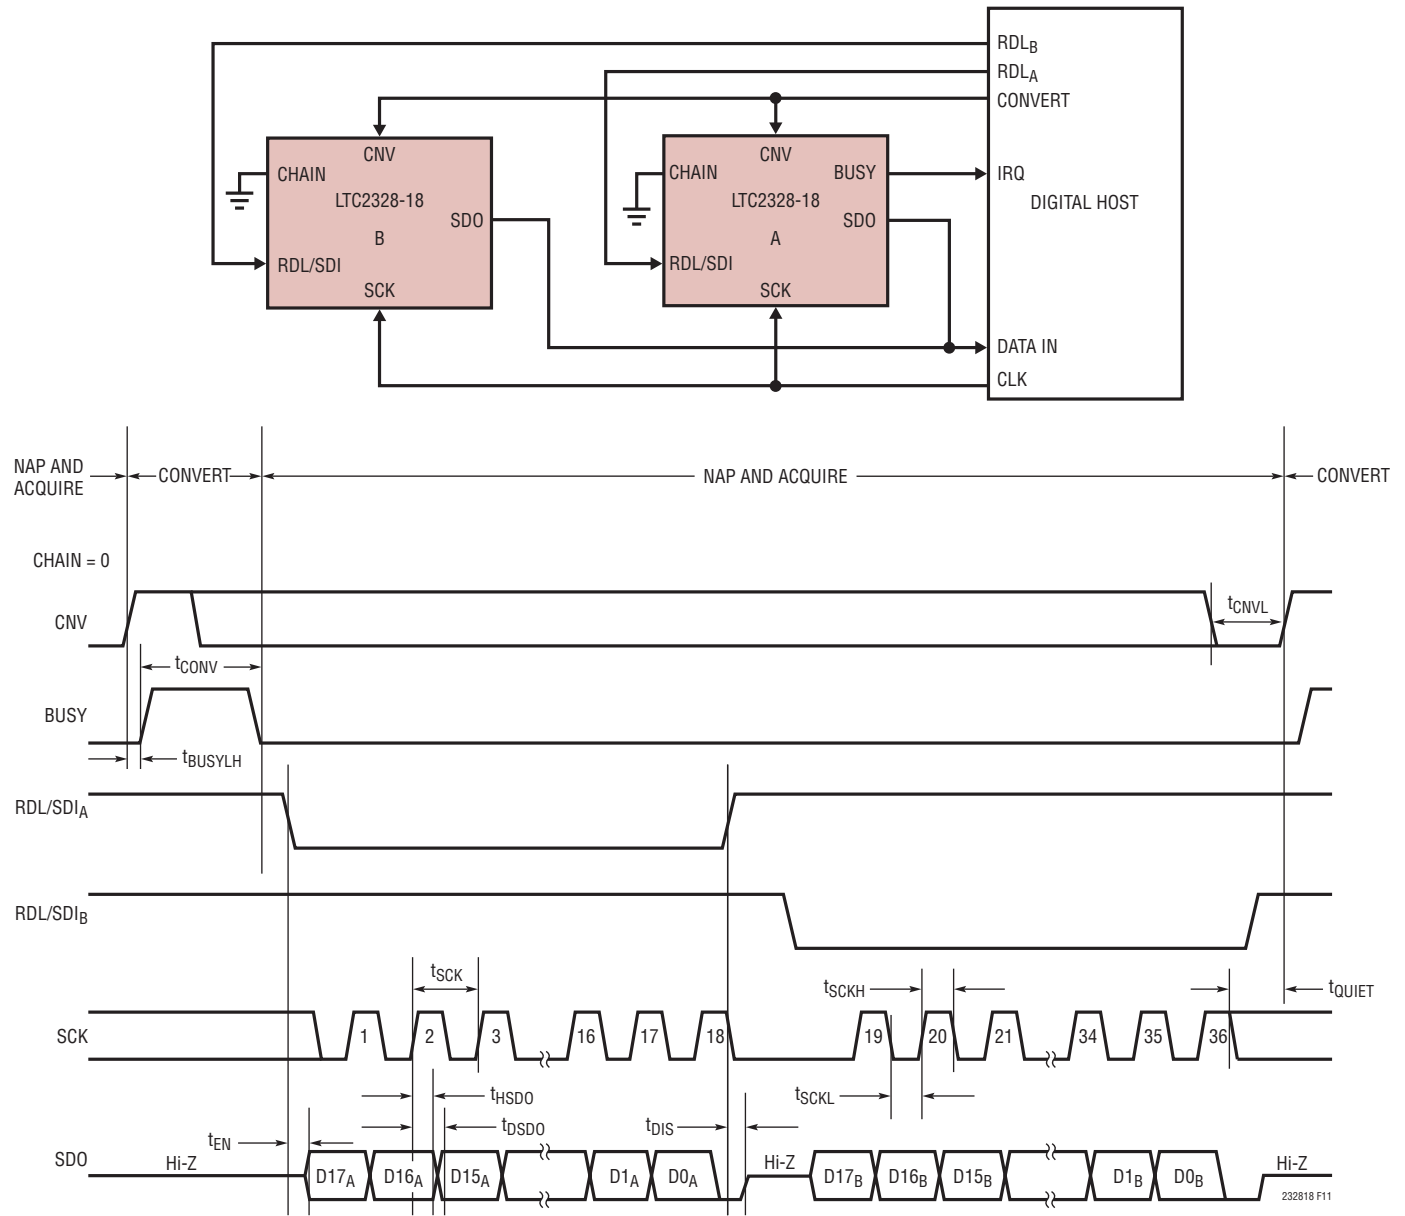 RDLB
RDLA
CONVERT
CNV
CNV
CHAIN
CHAIN
BUSY
IRQ
LTC2328-18
LTC2328-18
DIGITAL HOST
SDO
SDO
B
A
RDL/SDI
RDL/SDI
SCK
SCK
DATA IN
CLK
NAP AND
ACQUIRE
CONVERT
NAP AND ACQUIRE
CONVERT
CHAIN = 0
CNV
tCNVL
tCONV
BUSY
tBUSYLH
RDL/SDIA
RDL/SDIB
tSCK
tSCKH
tQUIET
SCK
1 2 3 16 17 18 19 20 21 34 35 36
tHSDO
tSCKL
tDSDO
tDIS
tEN
SDO
Hi-Z
D17A D16A D15A D1A D0A
Hi-Z
D17B D16B D15B D1B D0B
Hi-Z
232818 F11